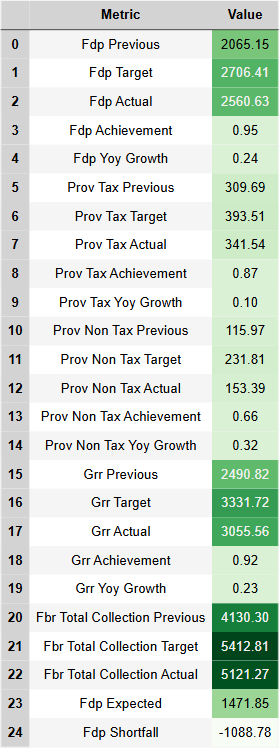 Metric Value
0 Fdp Previous 2065.15
1 Fdp Target 2706.41
2 Fdp Actual 2560.63
3 Fdp Achievement 0.95
4 Fdp Yoy Growth 0.24
5 Prov Tax Previous 309.69
6 Prov Tax Target 393.51
7 Prov Tax Actual 341.54
8 Prov Tax Achievement 0.87
9 Prov Tax Yoy Growth 0.10
10 Prov Non Tax Previous 115.97
11 Prov Non Tax Target 231.81
12 Prov Non Tax Actual 153.39
13 Prov Non Tax Achievement 0.66
14 Prov Non Tax Yoy Growth 0.32
15 Grr Previous 2490.82
16 Grr Target 3331.72
17 Grr Actual 3055.56
18 Grr Achievement 0.92
19 Grr Yoy Growth 0.23
20 Fbr Total Collection Previous 4130.30
21 Fbr Total Collection Target 5412.81
22 Fbr Total Collection Actual 5121.27
23 Fdp Expected 1471.85
24 Fdp Shortfall -1088.78